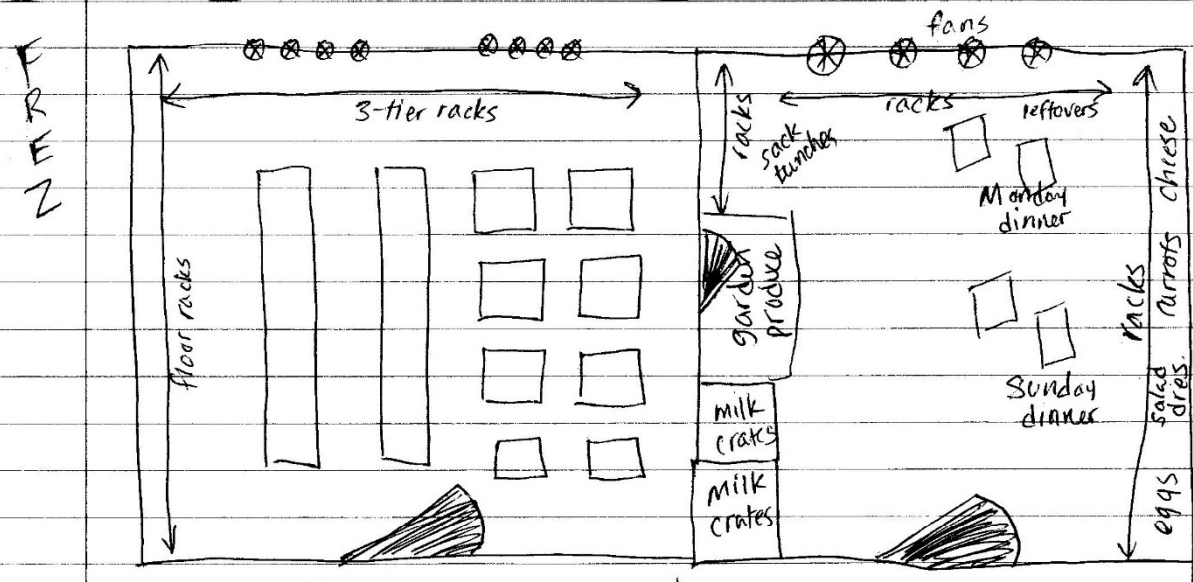 FREZ
fans
3-tier racks
racks
leftovers
racks
sack
lunches
Monday
dinner
floor racks
garden
produce
milk
crates
milk
crates
Sunday
dinner
racks
cheese
carrots
salad
dres.
eggs